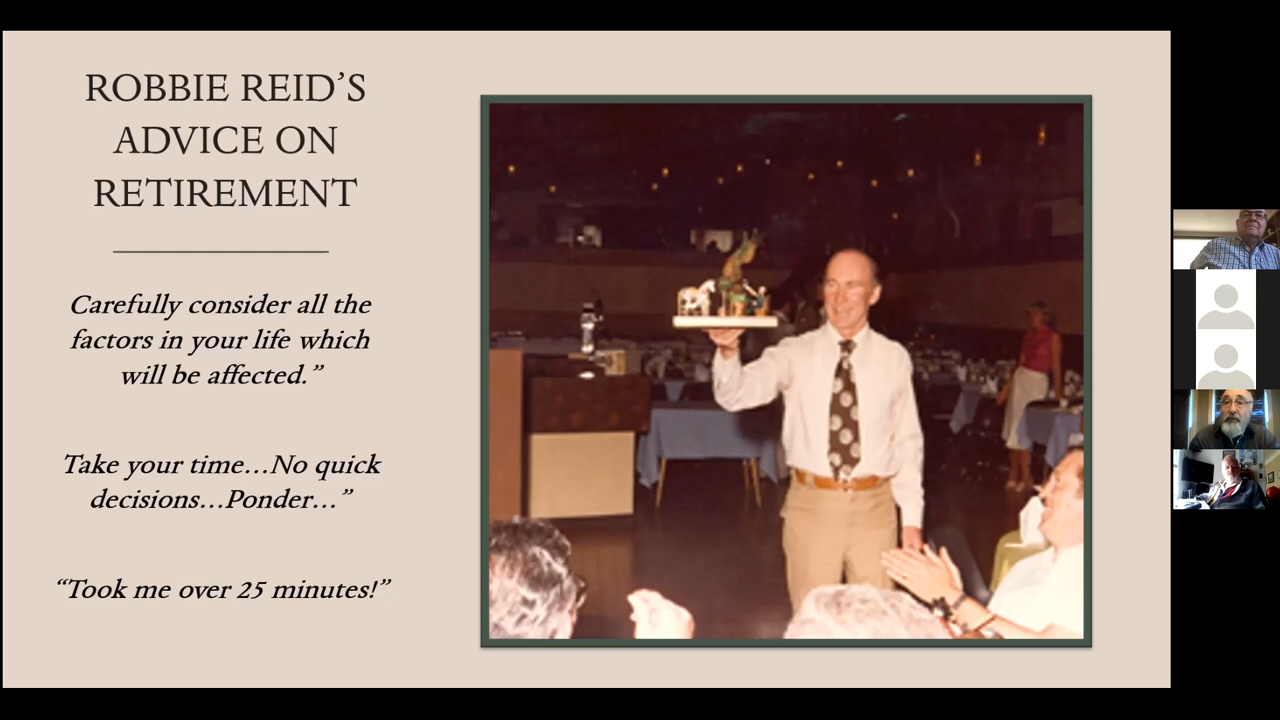 ROBBIE REID’S
ADVICE ON
RETIREMENT
Carefully consider all the
factors in your life which
will be affected.”
Take your time…No quick
decisions…Ponder…”
“Took me over 25 minutes!”